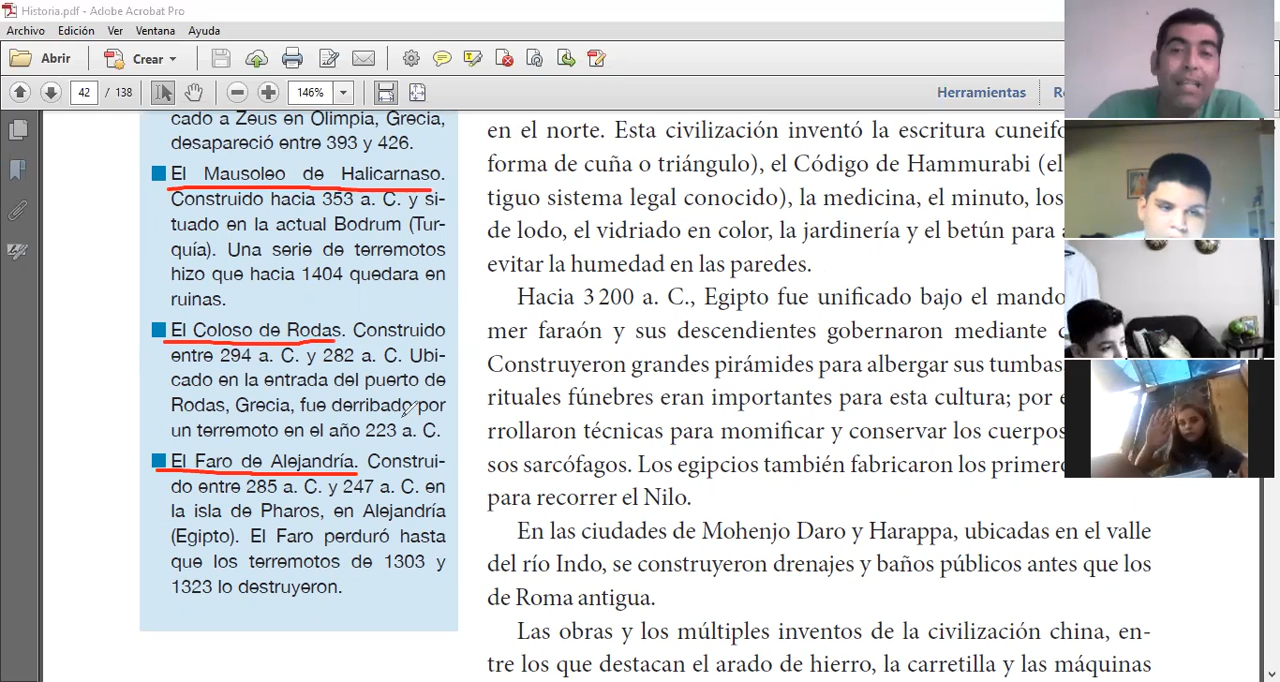 Historia.pdf - Adobe Acrobat Pro
Archivo Edición Ver Ventana Ayuda
Abrir Crear
42 / 138 146% Herramientas
cado a Zeus en Olimpia, Grecia,
desapareció entre 393 y 426.
El Mausoleo de Halicarnaso.
Construido hacia 353 a. C. y si-
tuado en la actual Bodrum (Tur-
quía). Una serie de terremotos
hizo que hacia 1404 quedara en
ruinas.
El Coloso de Rodas. Construido
entre 294 a. C. y 282 a. C. Ubi-
cado en la entrada del puerto de
Rodas, Grecia, fue derribado por
un terremoto en el año 223 a. C.
El Faro de Alejandría. Construi-
do entre 285 a. C. y 247 a. C. en
la isla de Pharos, en Alejandría
(Egipto). El Faro perduró hasta
que los terremotos de 1303 y
1323 lo destruyeron.
en el norte. Esta civilización inventó la escritura cuneifo
forma de cuña o triángulo), el Código de Hammurabi (el
tiguo sistema legal conocido), la medicina, el minuto, los
de lodo, el vidriado en color, la jardinería y el betún para
evitar la humedad en las paredes.
Hacia 3 200 a. C., Egipto fue unificado bajo el mando
mer faraón y sus descendientes gobernaron mediante
Construyeron grandes pirámides para albergar sus tumbas
rituales fúnebres eran importantes para esta cultura; por
rrollaron técnicas para momificar y conservar los cuerpos
sos sarcófagos. Los egipcios también fabricaron los primero
para recorrer el Nilo.
En las ciudades de Mohenjo Daro y Harappa, ubicadas en el valle
del río Indo, se construyeron drenajes y baños públicos antes que los
de Roma antigua.
Las obras y los múltiples inventos de la civilización china, en-
tre los que destacan el arado de hierro, la carretilla y las máquinas